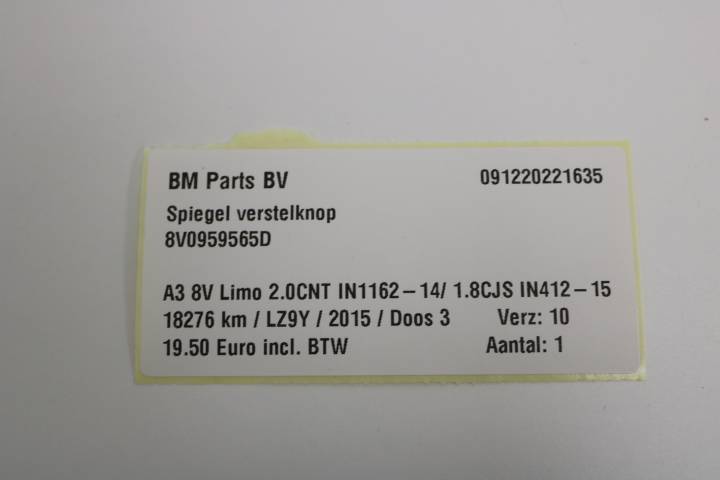 BM Parts BV 091220221635
Spiegel verstelknop
8V0959565D
A3 8V Limo 2.0CNT IN1162-14/ 1.8CJS IN412-15
18276 km / LZ9Y / 2015 / Doos 3 Verz: 10
19.50 Euro incl. BTW Aantal: 1